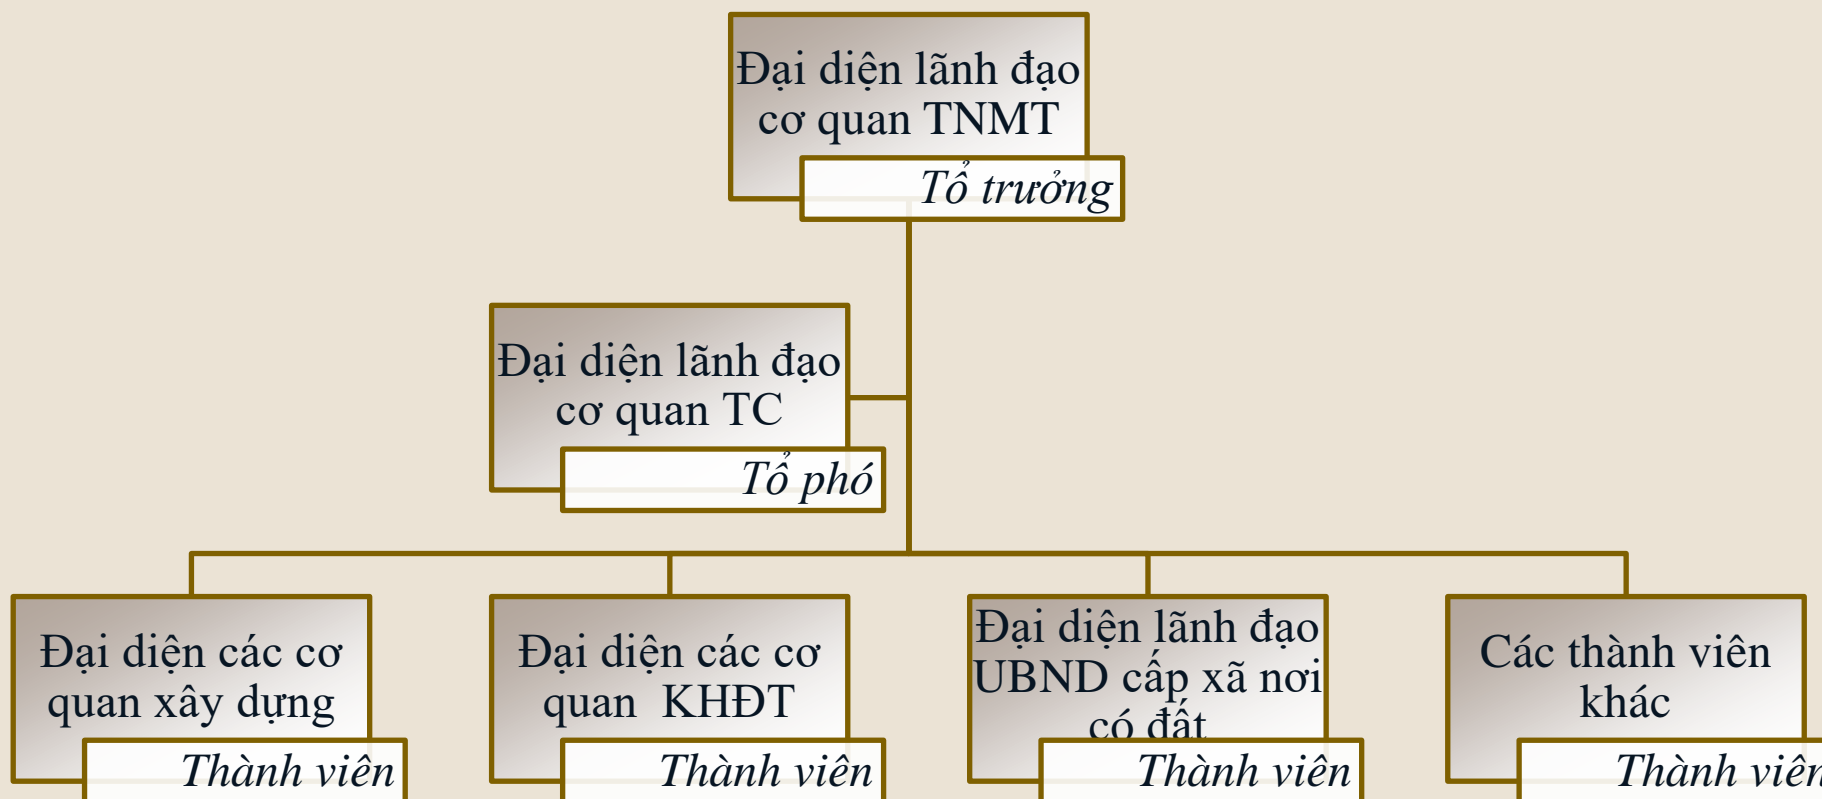 Đại diện lãnh đạo
cơ quan TNMT
Tổ trưởng
Đại diện lãnh đạo
cơ quan TC
Tổ phó
Đại diện các cơ
quan xây dựng
Thành viên
Đại diện các cơ
quan KHĐT
Thành viên
Đại diện lãnh đạo
UBND cấp xã nơi
có đất
Thành viên
Các thành viên
khác
Thành viên